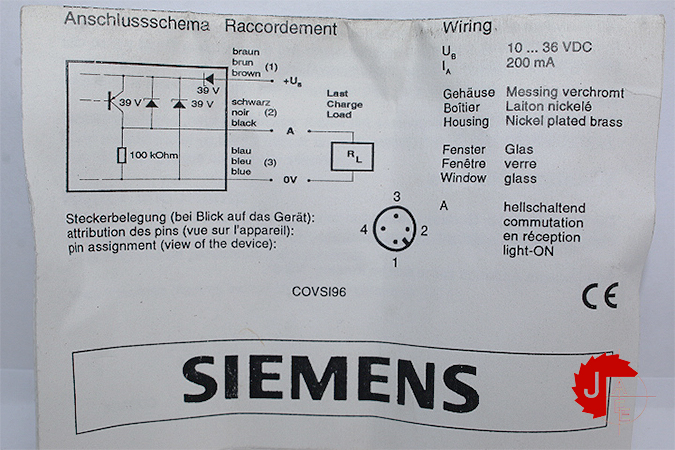 Anschlussschema Raccordement Wiring
braun
brun (1)
brown
+U_B
39 V
39 V
39 V
schwarz
noir (2)
black
A
Last
Charge
Load
R_L
100 kOhm
blau
bleu (3)
blue
0V
U_B 10 ... 36 VDC
I_A 200 mA
Gehäuse Messing verchromt
Boîtier Laiton nickelé
Housing Nickel plated brass
Fenster Glas
Fenêtre verre
Window glass
A hellschaltend
commutation
en réception
light-ON
Steckerbelegung (bei Blick auf das Gerät):
attribution des pins (vue sur l'appareil):
pin assignment (view of the device):
3
4
2
1
COVSI96
CE
SIEMENS
J